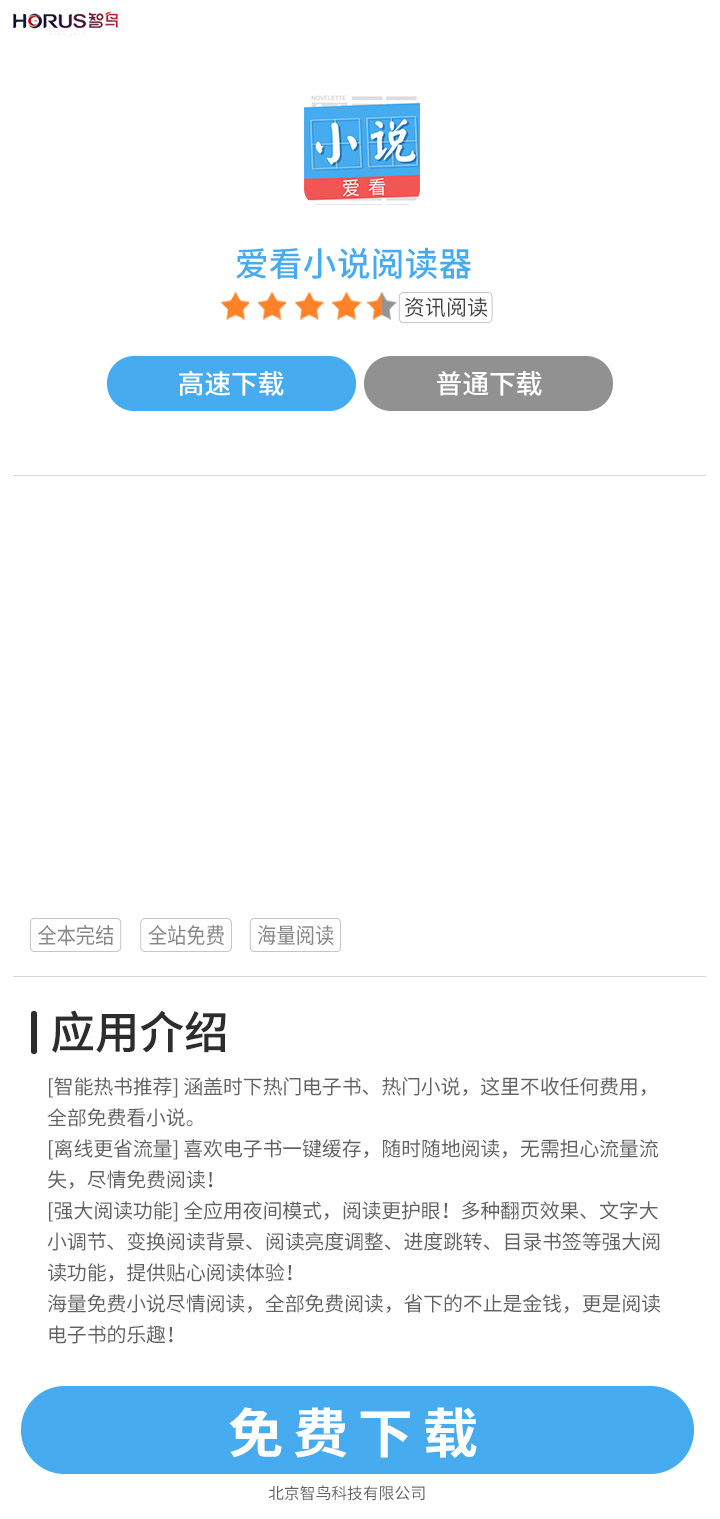 HORUS智鸟
NOVELETTE
小说
爱看
爱看小说阅读器
资讯阅读
高速下载 普通下载
全本完结 全站免费 海量阅读
应用介绍
[智能热书推荐] 涵盖时下热门电子书、热门小说，这里不收任何费用，
全部免费看小说。
[离线更省流量] 喜欢电子书一键缓存，随时随地阅读，无需担心流量流
失，尽情免费阅读！
[强大阅读功能] 全应用夜间模式，阅读更护眼！多种翻页效果、文字大
小调节、变换阅读背景、阅读亮度调整、进度跳转、目录书签等强大阅
读功能，提供贴心阅读体验！
海量免费小说尽情阅读，全部免费阅读，省下的不止是金钱，更是阅读
电子书的乐趣！
免费下载
北京智鸟科技有限公司